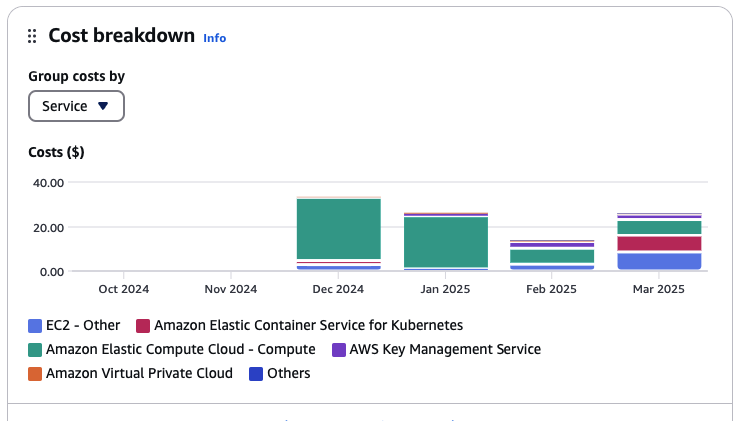 Cost breakdown Info
Group costs by
Service
Costs ($)
40.00
20.00
0.00
Oct 2024 Nov 2024 Dec 2024 Jan 2025 Feb 2025 Mar 2025
EC2 - Other Amazon Elastic Container Service for Kubernetes
Amazon Elastic Compute Cloud - Compute AWS Key Management Service
Amazon Virtual Private Cloud Others